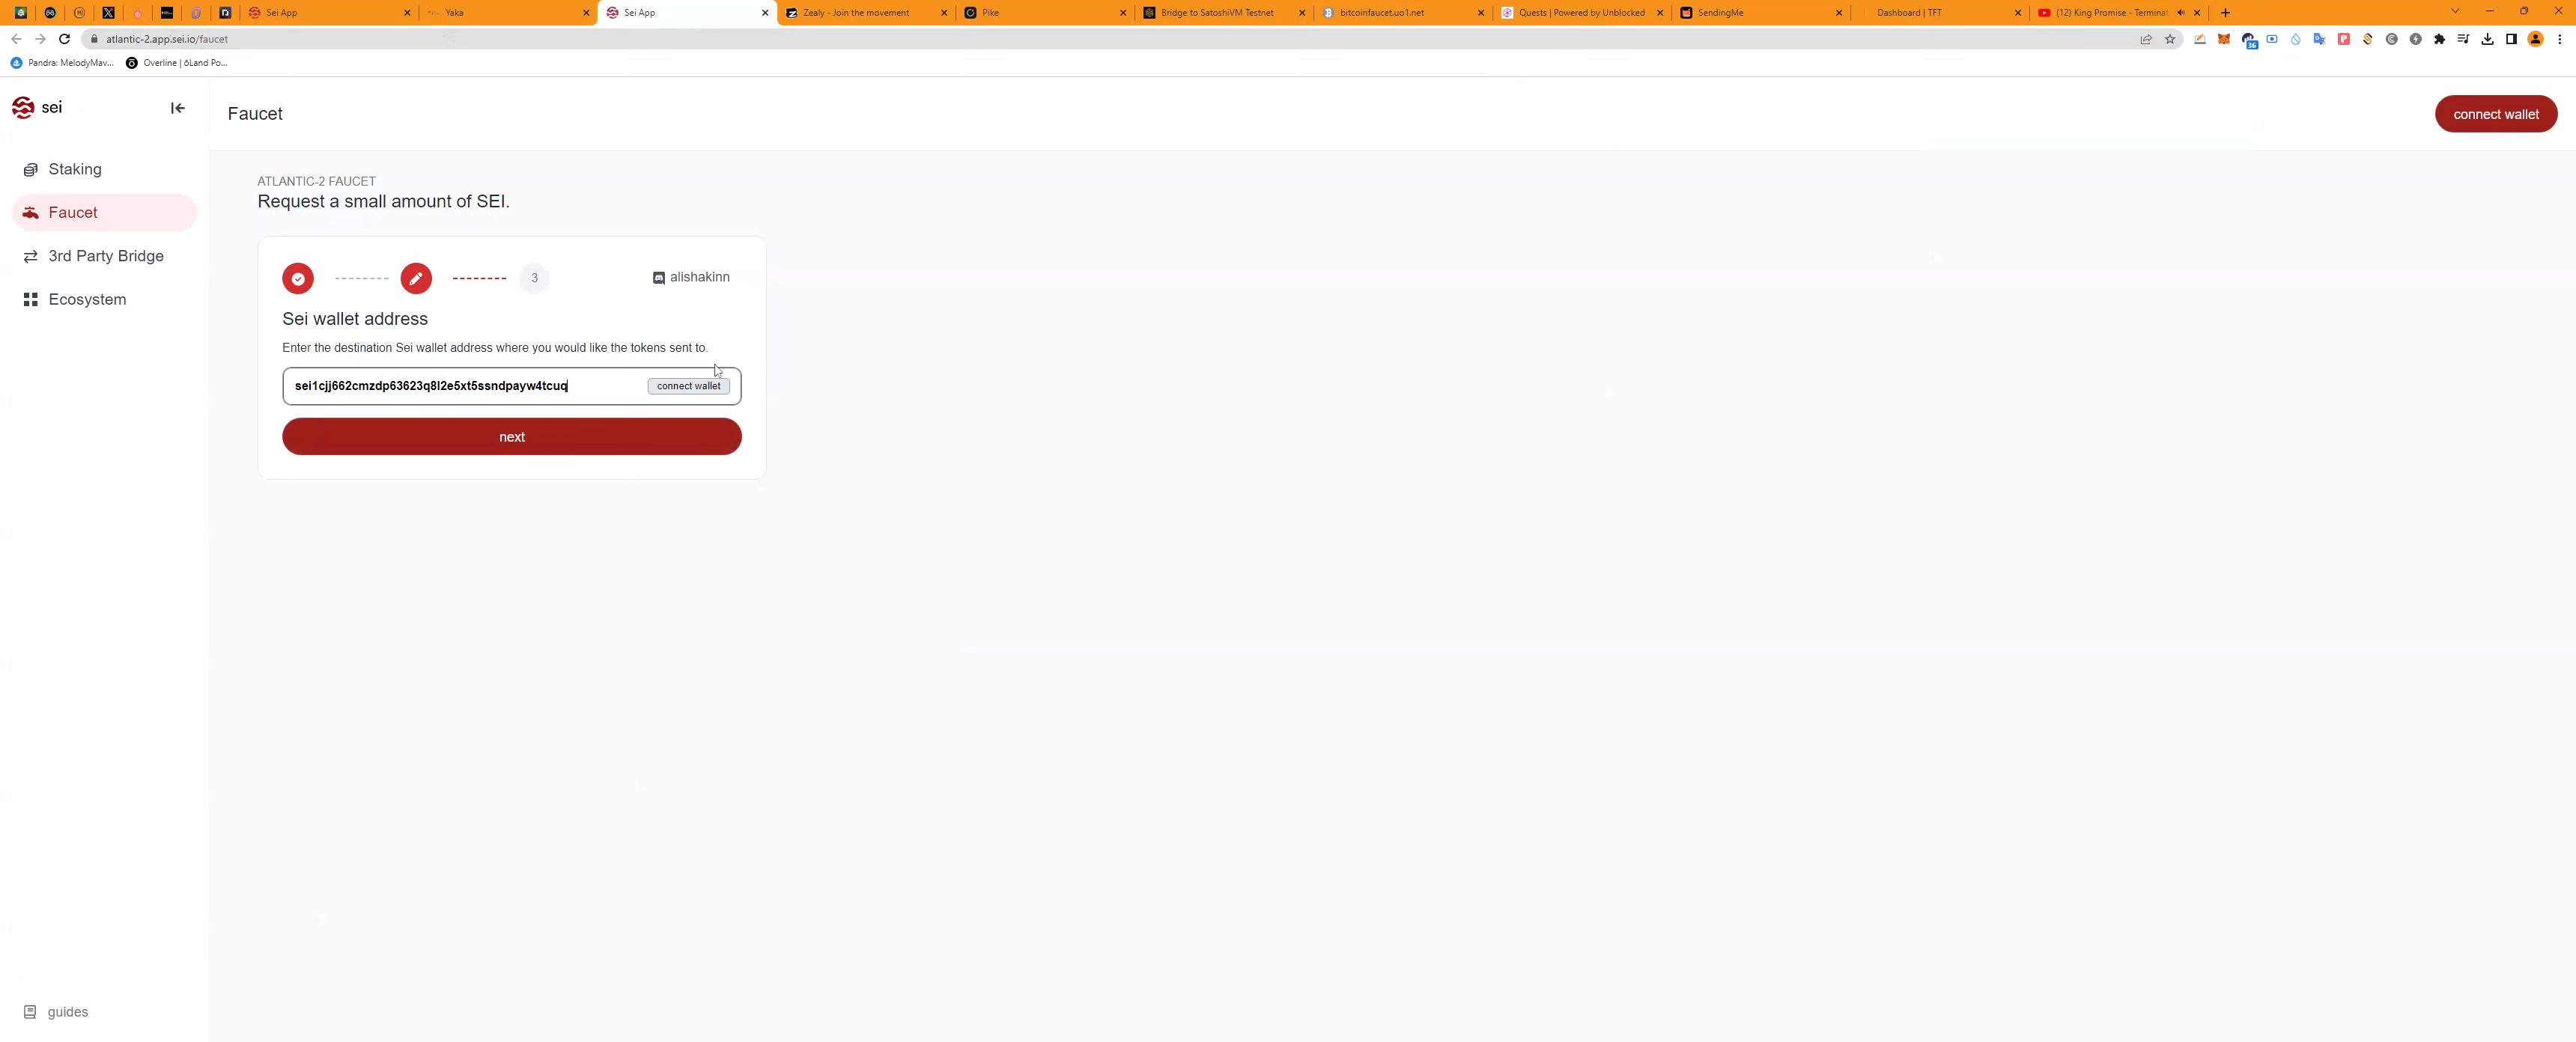 Sei App
Yaka
Sei App
Zealy - Join the movement
Pike
Bridge to SatoshiVM Testnet
bitcoinfaucet.uo1.net
Quests | Powered by Unblocked
SendingMe
Dashboard | TFT
(12) King Promise - Terminat
atlantic-2.app.sei.io/faucet
36
Pandra: MelodyMav...
Overline | öLand Po...
sei
Faucet
connect wallet
Staking
Faucet
3rd Party Bridge
Ecosystem
ATLANTIC-2 FAUCET
Request a small amount of SEI.
3
alishakinn
Sei wallet address
Enter the destination Sei wallet address where you would like the tokens sent to.
sei1cjj662cmzdp63623q8l2e5xt5ssndpayw4tcuq
connect wallet
next
guides